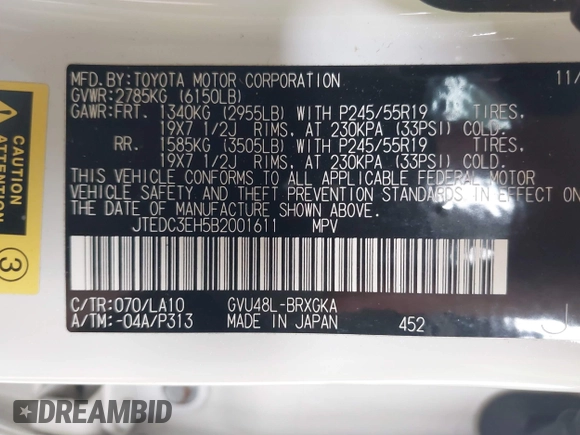 MFD. BY: TOYOTA MOTOR CORPORATION 11/
GVWR: 2785KG (6150LB)
GAWR: FRT. 1340KG (2955LB) WITH P245/55R19 TIRES,
19X7 1/2J RIMS, AT 230KPA (33PSI) COLD.
RR. 1585KG (3505LB) WITH P245/55R19 TIRES,
19X7 1/2J RIMS, AT 230KPA (33PSI) COLD.
THIS VEHICLE CONFORMS TO ALL APPLICABLE FEDERAL MOTOR
VEHICLE SAFETY AND THEFT PREVENTION STANDARDS IN EFFECT ON
THE DATE OF MANUFACTURE SHOWN ABOVE.
JTEDC3EH5B2001611 MPV
C/TR: 070/LA10 GVU48L-BRXGKA
A/TM: -04A/P313 MADE IN JAPAN 452
CAUTION
ATTENTION
3
DREAMBID